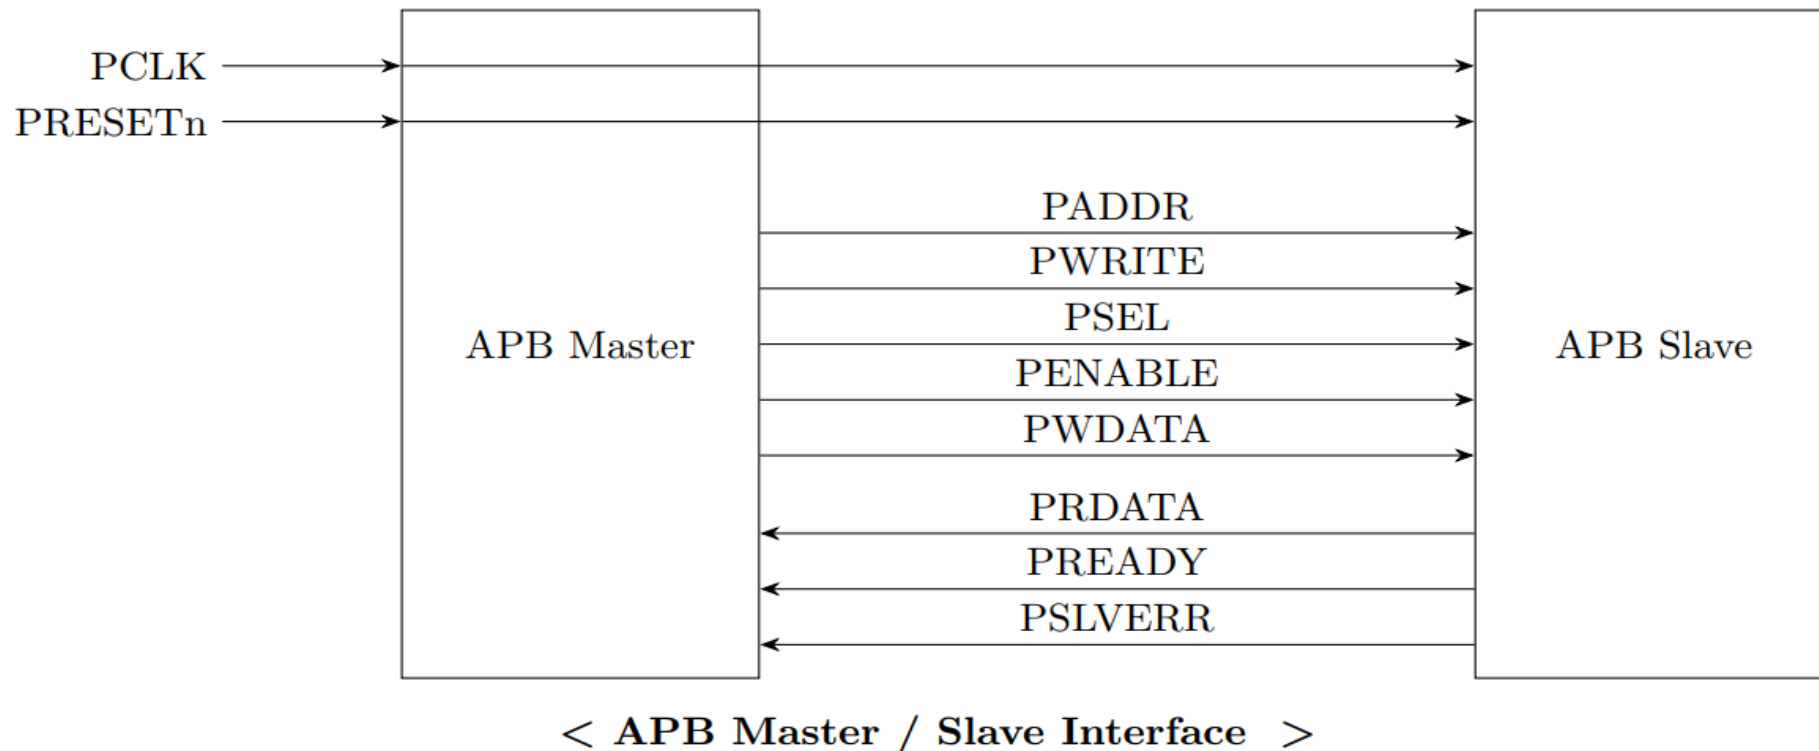 PCLK
PRESETn
PADDR
PWRITE
PSEL
APB Master
APB Slave
PENABLE
PWDATA
PRDATA
PREADY
PSLVERR
< APB Master / Slave Interface >